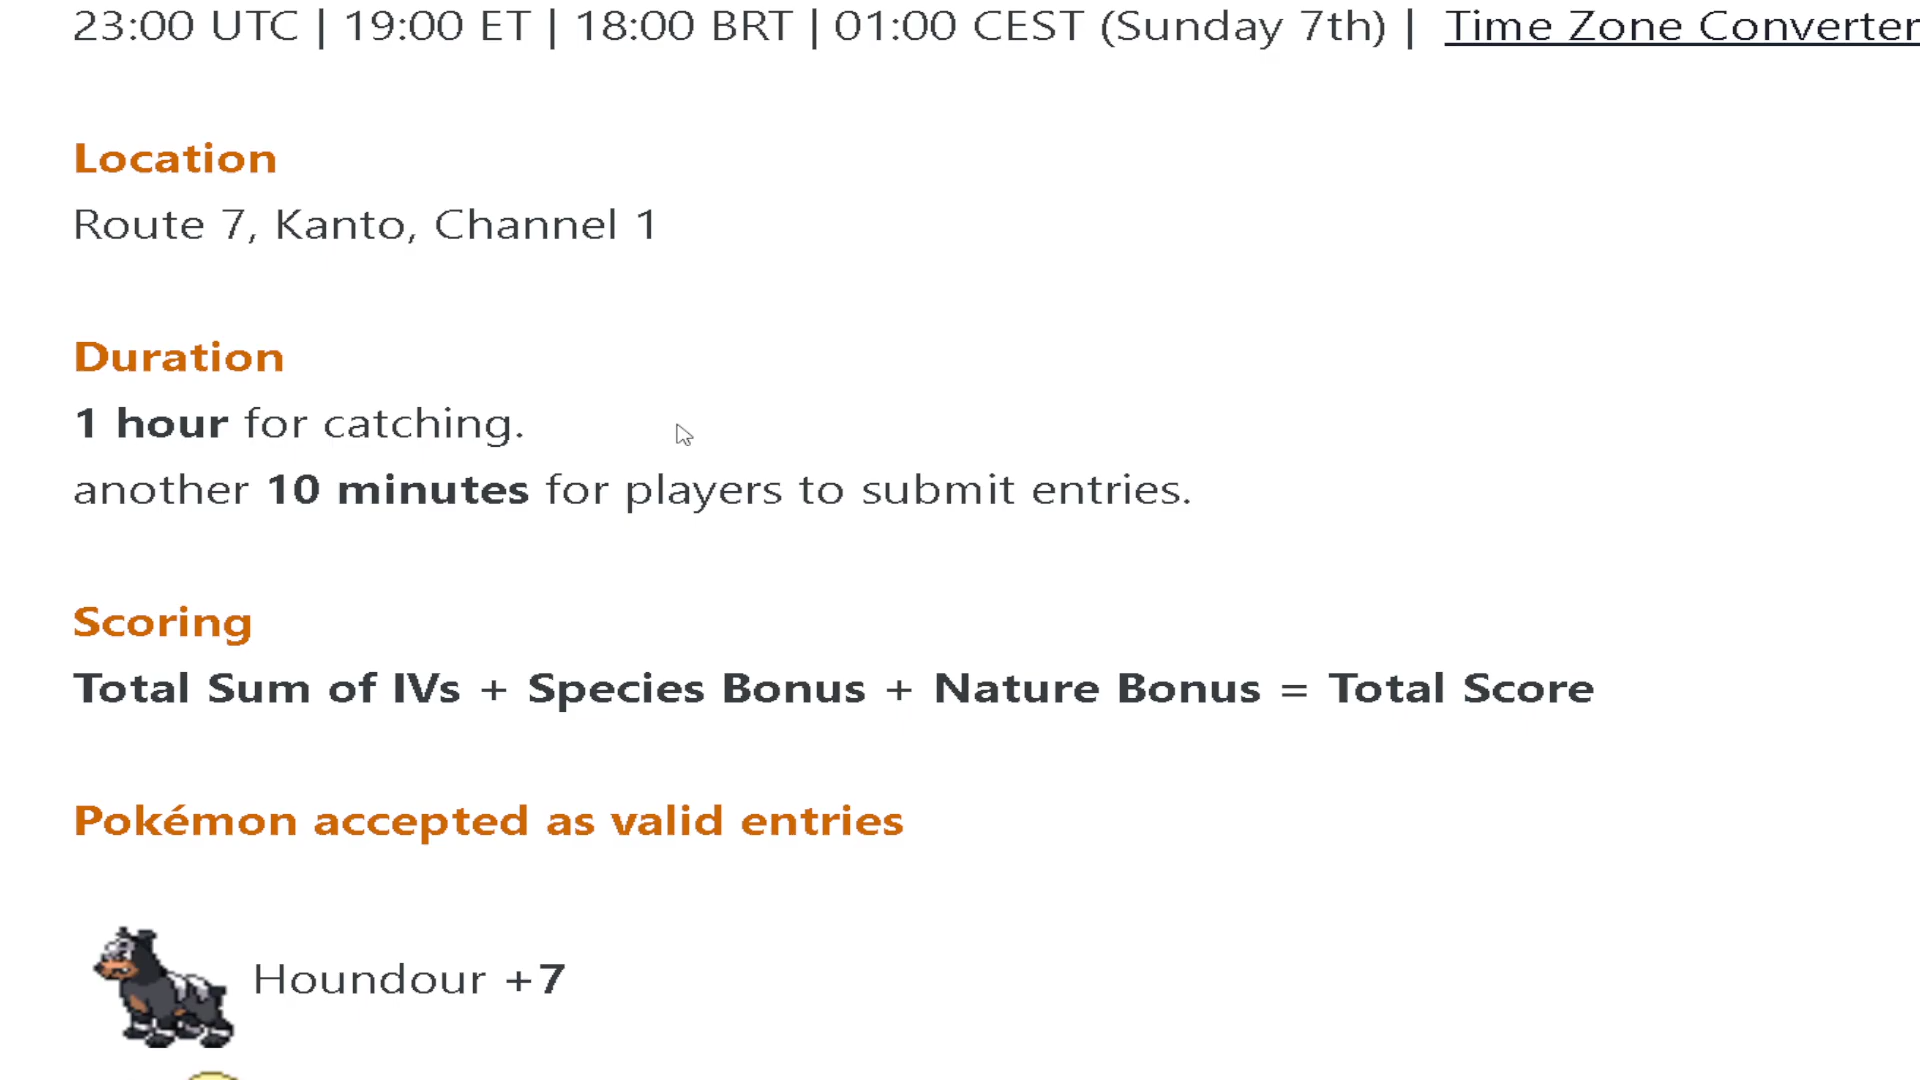 23:00 UTC | 19:00 ET | 18:00 BRT | 01:00 CEST (Sunday 7th) | Time Zone Converter
Location
Route 7, Kanto, Channel 1
Duration
1 hour for catching.
another 10 minutes for players to submit entries.
Scoring
Total Sum of IVs + Species Bonus + Nature Bonus = Total Score
Pokémon accepted as valid entries
Houndour +7